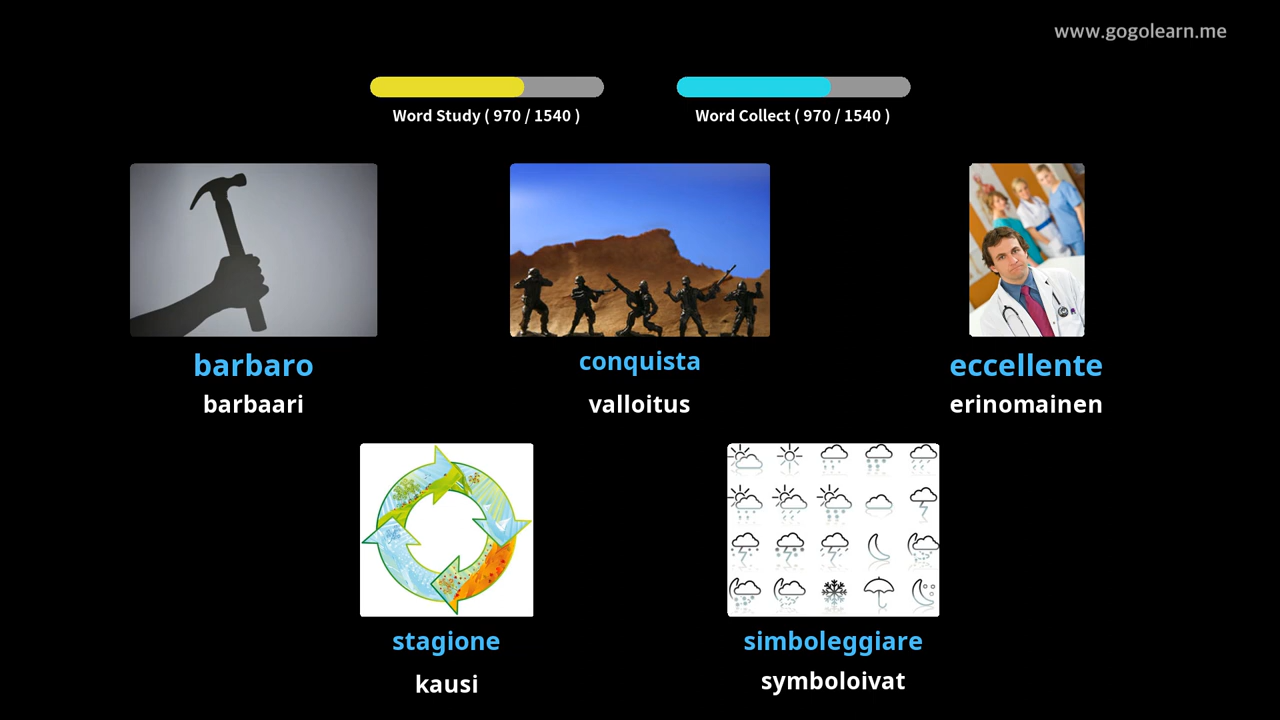 www.gogolearn.me
Word Study ( 970 / 1540 )
Word Collect ( 970 / 1540 )
barbaro
barbaari
conquista
valloitus
eccellente
erinomainen
stagione
kausi
simboleggiare
symboloivat